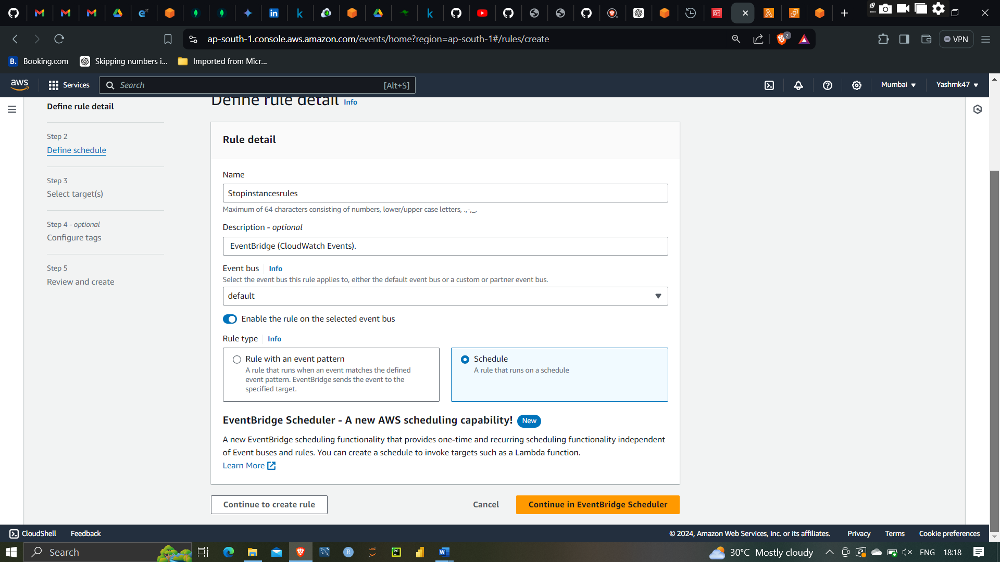 ap-south-1.console.aws.amazon.com/events/home?region=ap-south-1#/rules/create
2
VPN
B. Booking.com
Skipping numbers i...
Imported from Micr...
aws
Services
Search
[Alt+S]
Mumbai
Yashmk47
Define rule detail
Step 2
Define schedule
Step 3
Select target(s)
Step 4 - optional
Configure tags
Step 5
Review and create
Define rule detail Info
Rule detail
Name
Stopinstancesrules
Maximum of 64 characters consisting of numbers, lower/upper case letters, .,-,_.
Description - optional
EventBridge (CloudWatch Events).
Event bus Info
Select the event bus this rule applies to, either the default event bus or a custom or partner event bus.
default
Enable the rule on the selected event bus
Rule type Info
Rule with an event pattern
A rule that runs when an event matches the defined
event pattern. EventBridge sends the event to the
specified target.
Schedule
A rule that runs on a schedule
EventBridge Scheduler - A new AWS scheduling capability! New
A new EventBridge scheduling functionality that provides one-time and recurring scheduling functionality independent
of Event buses and rules. You can create a schedule to invoke targets such as a Lambda function.
Learn More
Continue to create rule
Cancel
Continue in EventBridge Scheduler
CloudShell
Feedback
© 2024, Amazon Web Services, Inc. or its affiliates.
Privacy
Terms
Cookie preferences
Search
30°C Mostly cloudy
ENG
18:18